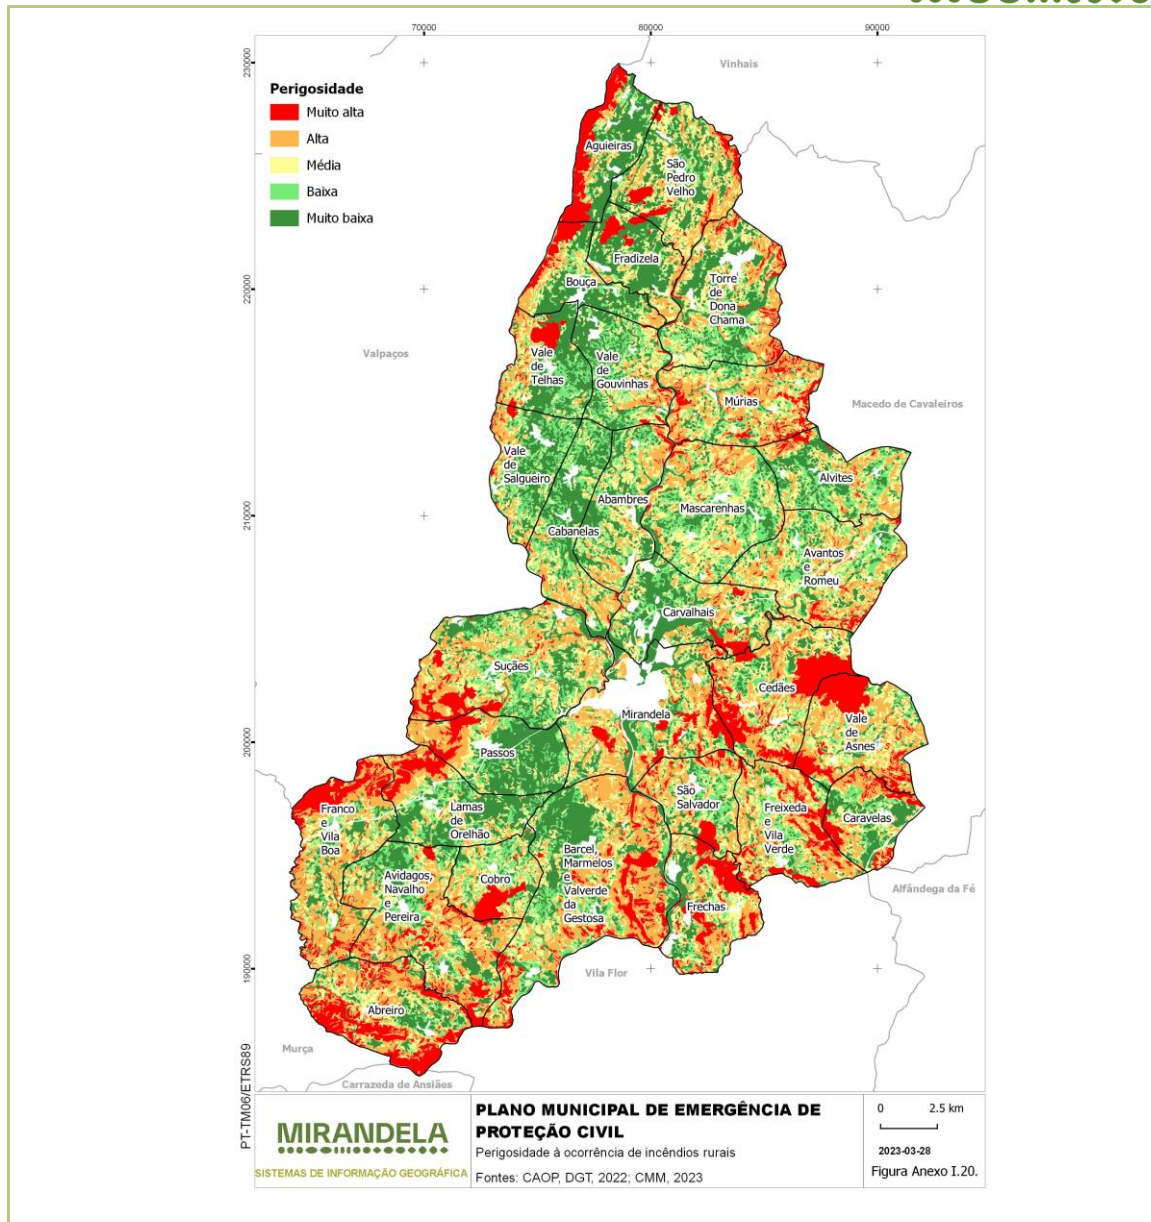 70000
80000
90000
230000
220000
210000
200000
190000
Vinhais
Perigosidade
Muito alta
Alta
Média
Baixa
Muito baixa
Aguieiras
São
Pedro
Velho
Fradizela
Bouça
Torre
de
Dona
Chama
Valpaços
Vale
de
Telhas
Vale
de
Gouvinhas
Múrias
Macedo de Cavaleiros
Vale
de
Salgueiro
Abambres
Alvites
Mascarenhas
Cabanelas
Avantos
e
Romeu
Carvalhais
Suçães
Cedães
Mirandela
Vale
de
Asnes
Passos
Franco
e
Vila
Boa
Lamas
de
Orelhão
São
Salvador
Freixeda
e
Vila
Verde
Caravelas
Barcel,
Marmelos
e
Valverde
da
Gestosa
Avidagos,
Navalho
e
Pereira
Cobro
Frechas
Alfândega da Fé
Vila Flor
Abreiro
Murça
Carrazeda de Ansiães
PT-TM06/ETRS89
MIRANDELA
SISTEMAS DE INFORMAÇÃO GEOGRÁFICA
PLANO MUNICIPAL DE EMERGÊNCIA DE
PROTEÇÃO CIVIL
Perigosidade à ocorrência de incêndios rurais
Fontes: CAOP, DGT, 2022; CMM, 2023
0 2.5 km
2023-03-28
Figura Anexo I.20.